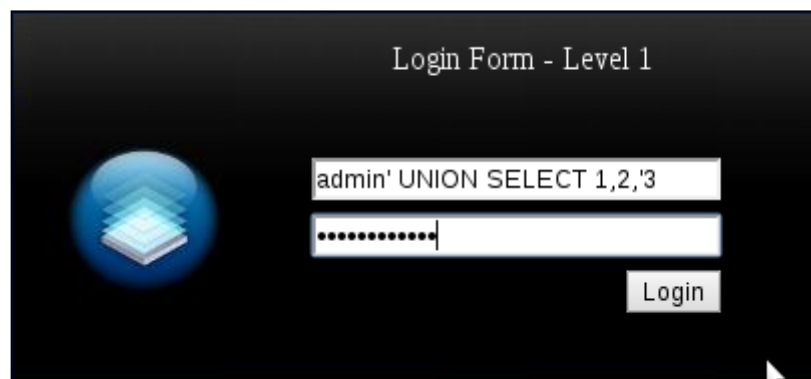 Login Form - Level 1
admin' UNION SELECT 1,2,'3
••••••••••••
Login